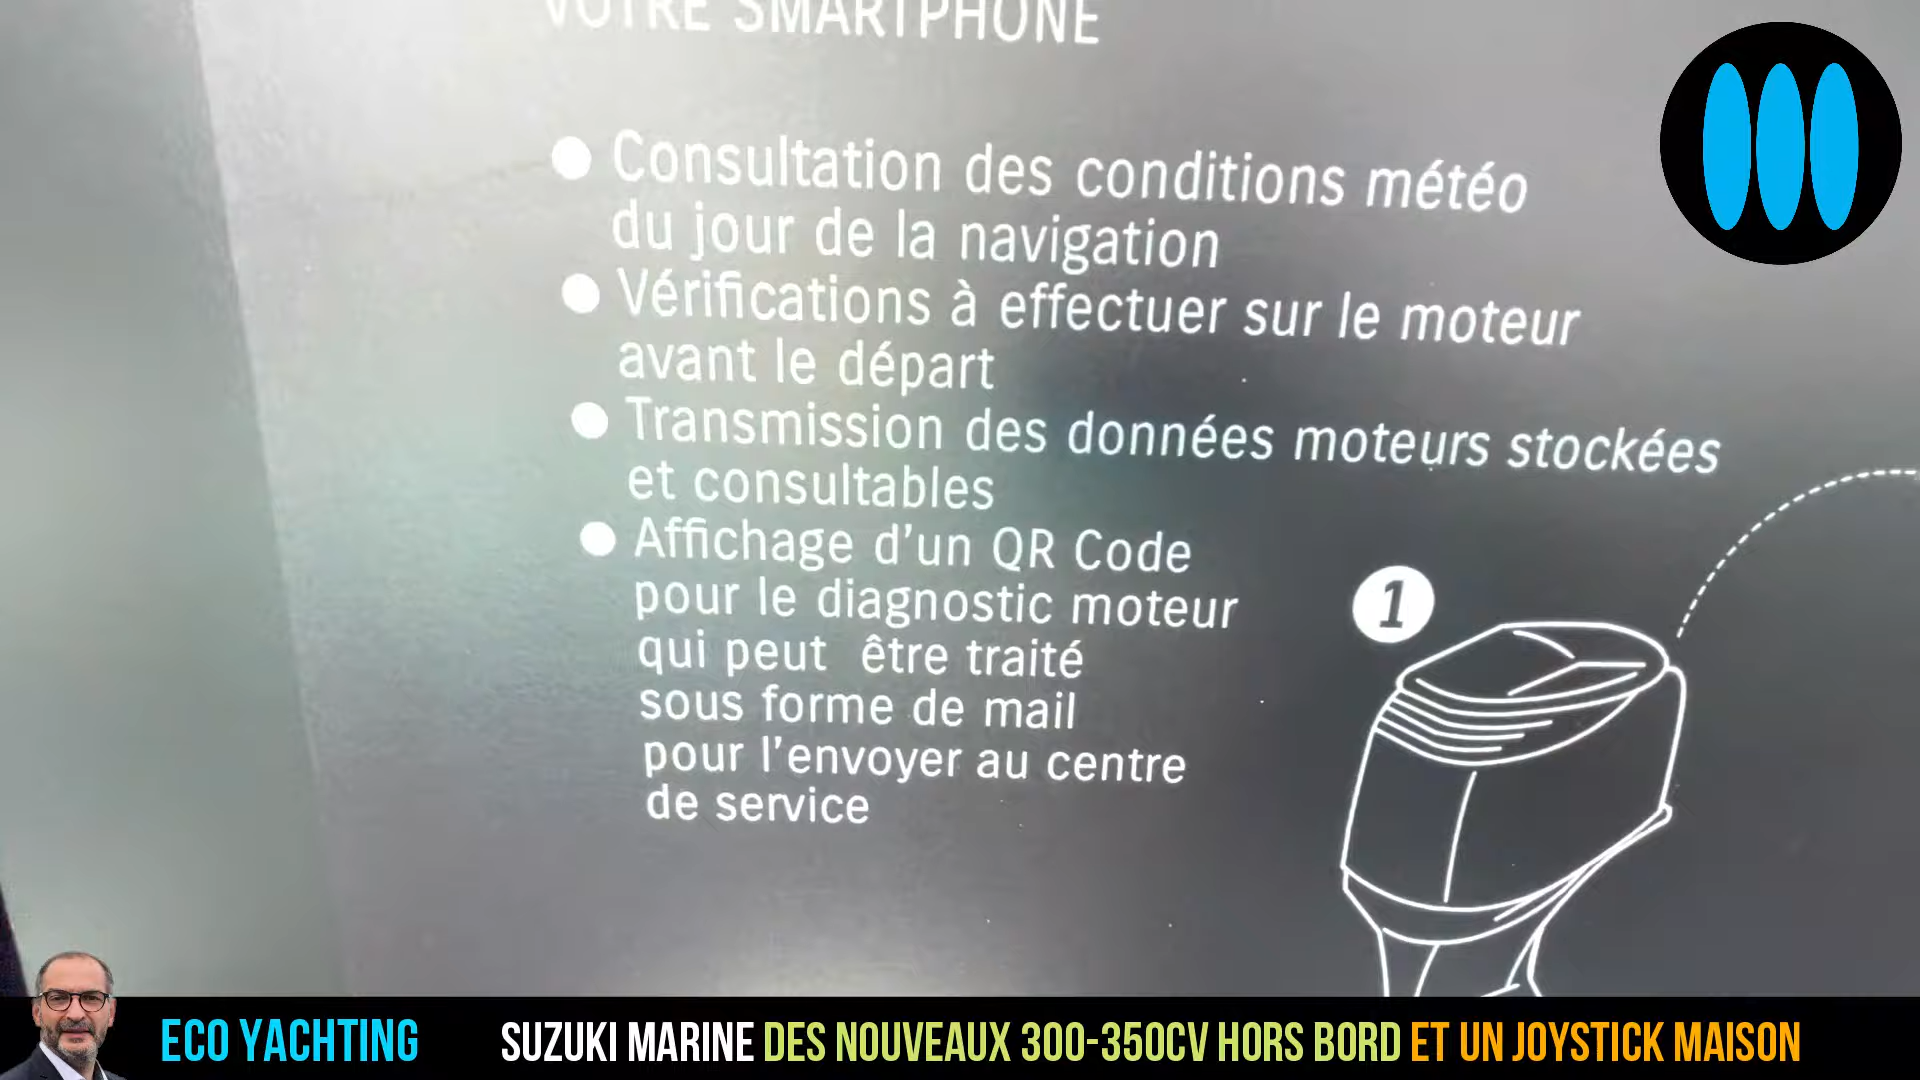 VOTRE SMARTPHONE
Consultation des conditions météo
du jour de la navigation
Vérifications à effectuer sur le moteur
avant le départ
Transmission des données moteurs stockées
et consultables
Affichage d'un QR Code
pour le diagnostic moteur
qui peut être traité
sous forme de mail
pour l'envoyer au centre
de service
1
ECO YACHTING
SUZUKI MARINE DES NOUVEAUX 300-350CV HORS BORD ET UN JOYSTICK MAISON